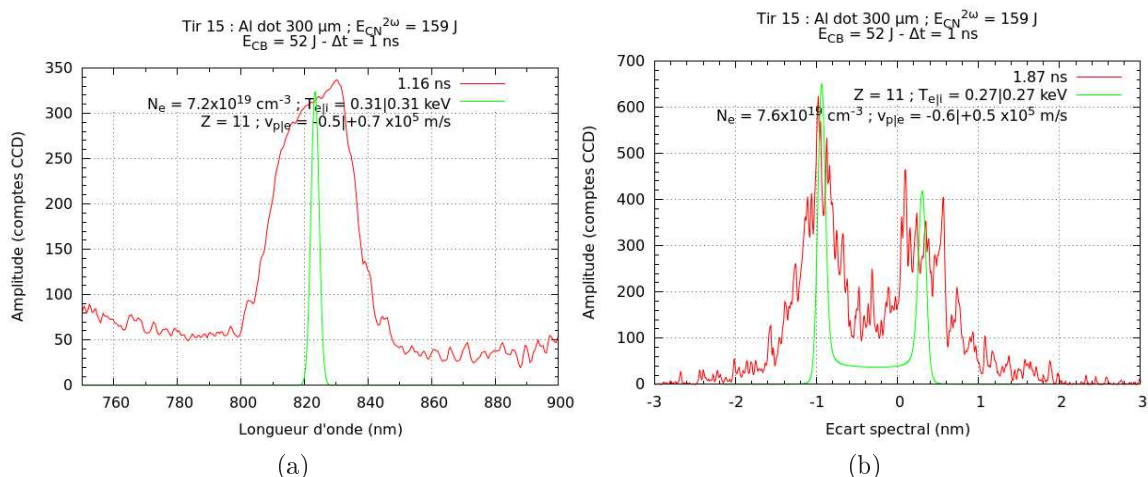 Tir 15 : Al dot 300 μm ; E_CN^2ω = 159 J
E_CB = 52 J - Δt = 1 ns
1.16 ns
N_e = 7.2x10^19 cm^-3 ; T_e|i = 0.31|0.31 keV
Z = 11 ; v_p|e = -0.5|+0.7 x10^5 m/s
Amplitude (comptes CCD)
350
300
250
200
150
100
50
0
760 780 800 820 840 860 880 900
Longueur d'onde (nm)
(a)
Tir 15 : Al dot 300 μm ; E_CN^2ω = 159 J
E_CB = 52 J - Δt = 1 ns
1.87 ns
Z = 11 ; T_e|i = 0.27|0.27 keV
N_e = 7.6x10^19 cm^-3 ; v_p|e = -0.6|+0.5 x10^5 m/s
Amplitude (comptes CCD)
700
600
500
400
300
200
100
0
-3 -2 -1 0 1 2 3
Ecart spectral (nm)
(b)